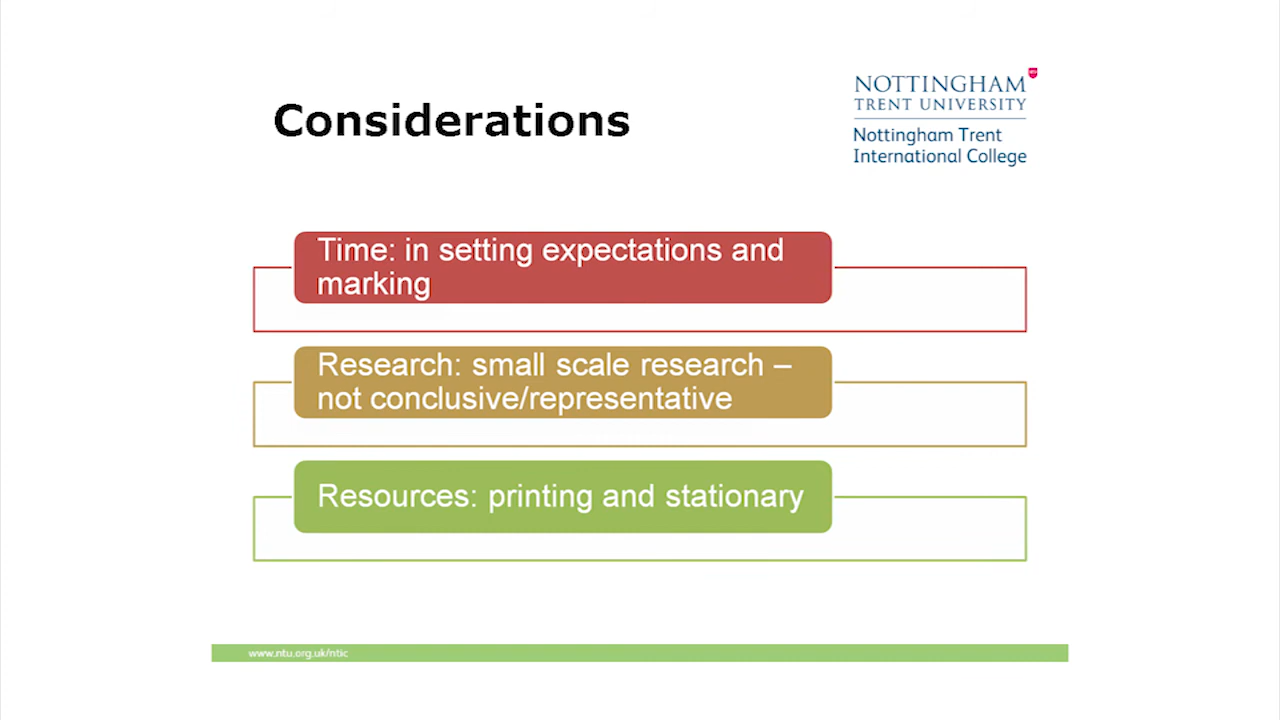 Considerations
NOTTINGHAM
TRENT UNIVERSITY
Nottingham Trent
International College
Time: in setting expectations and
marking
Research: small scale research –
not conclusive/representative
Resources: printing and stationary
www.ntu.org.uk/ntic